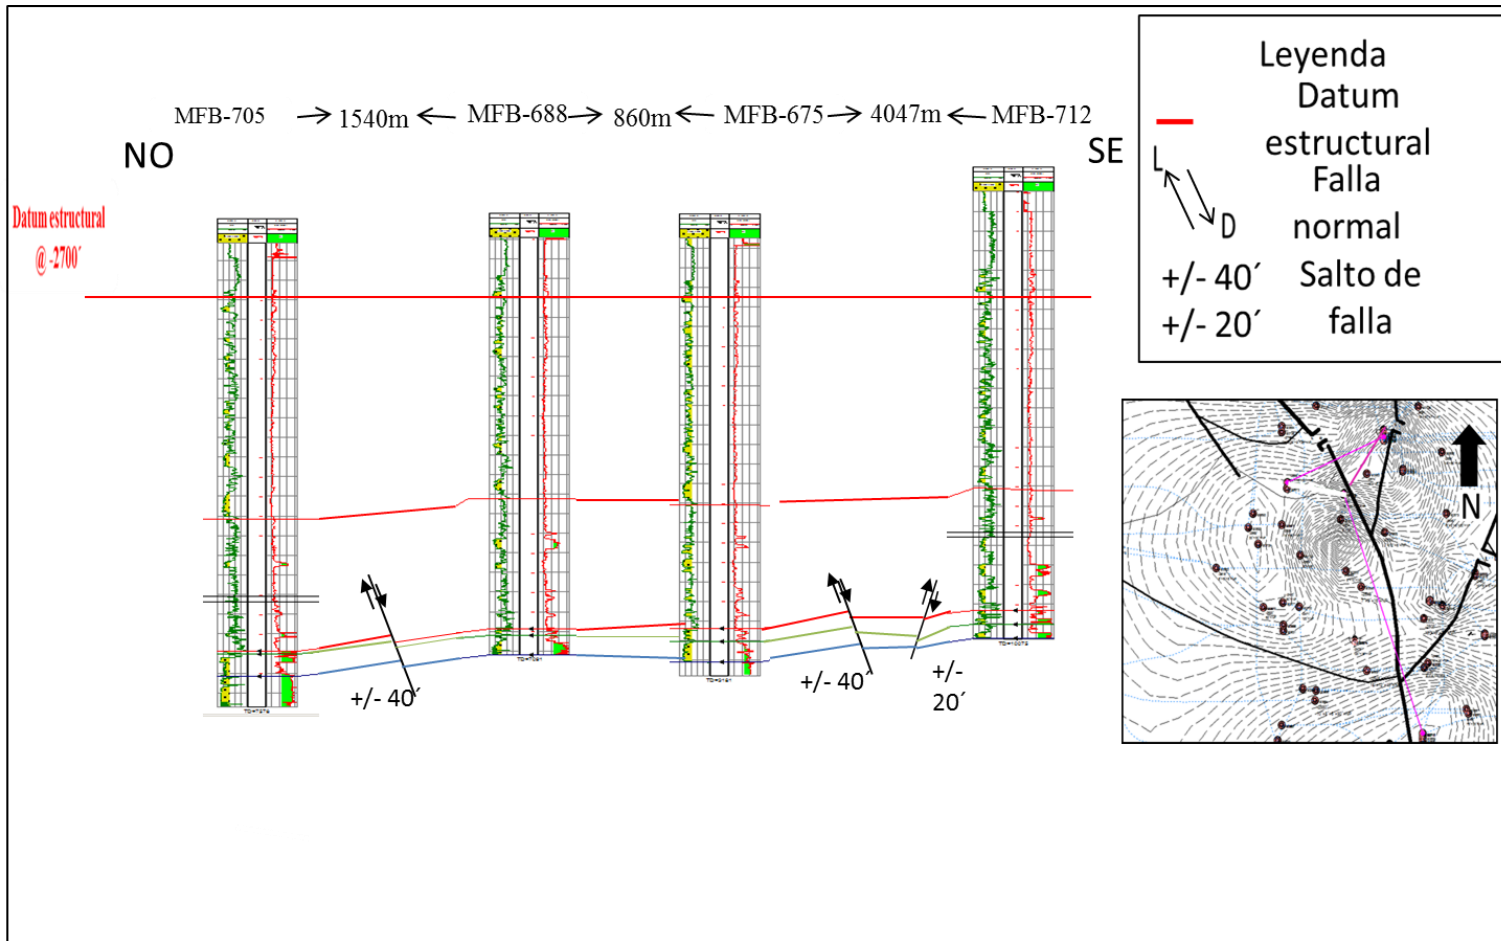 MFB-705
1540m
MFB-688
860m
MFB-675
4047m
MFB-712
NO
SE
Datum estructural
@ -2700´
Leyenda
Datum
estructural
L
D
Falla
normal
+/- 40´
Salto de
+/- 20´
falla
N
+/- 40´
+/- 40´
+/-
20´